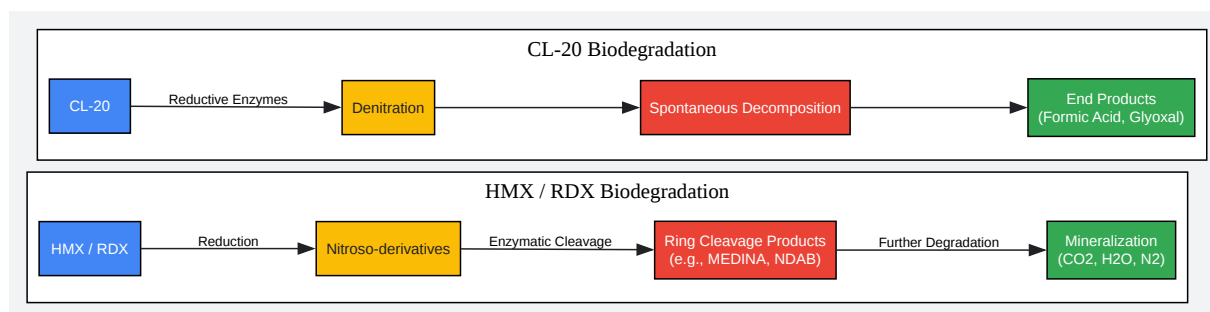 CL-20 Biodegradation
CL-20
Reductive Enzymes
Denitration
Spontaneous Decomposition
End Products
(Formic Acid, Glyoxal)
HMX / RDX Biodegradation
HMX / RDX
Reduction
Nitroso-derivatives
Enzymatic Cleavage
Ring Cleavage Products
(e.g., MEDINA, NDAB)
Further Degradation
Mineralization
(CO2, H2O, N2)